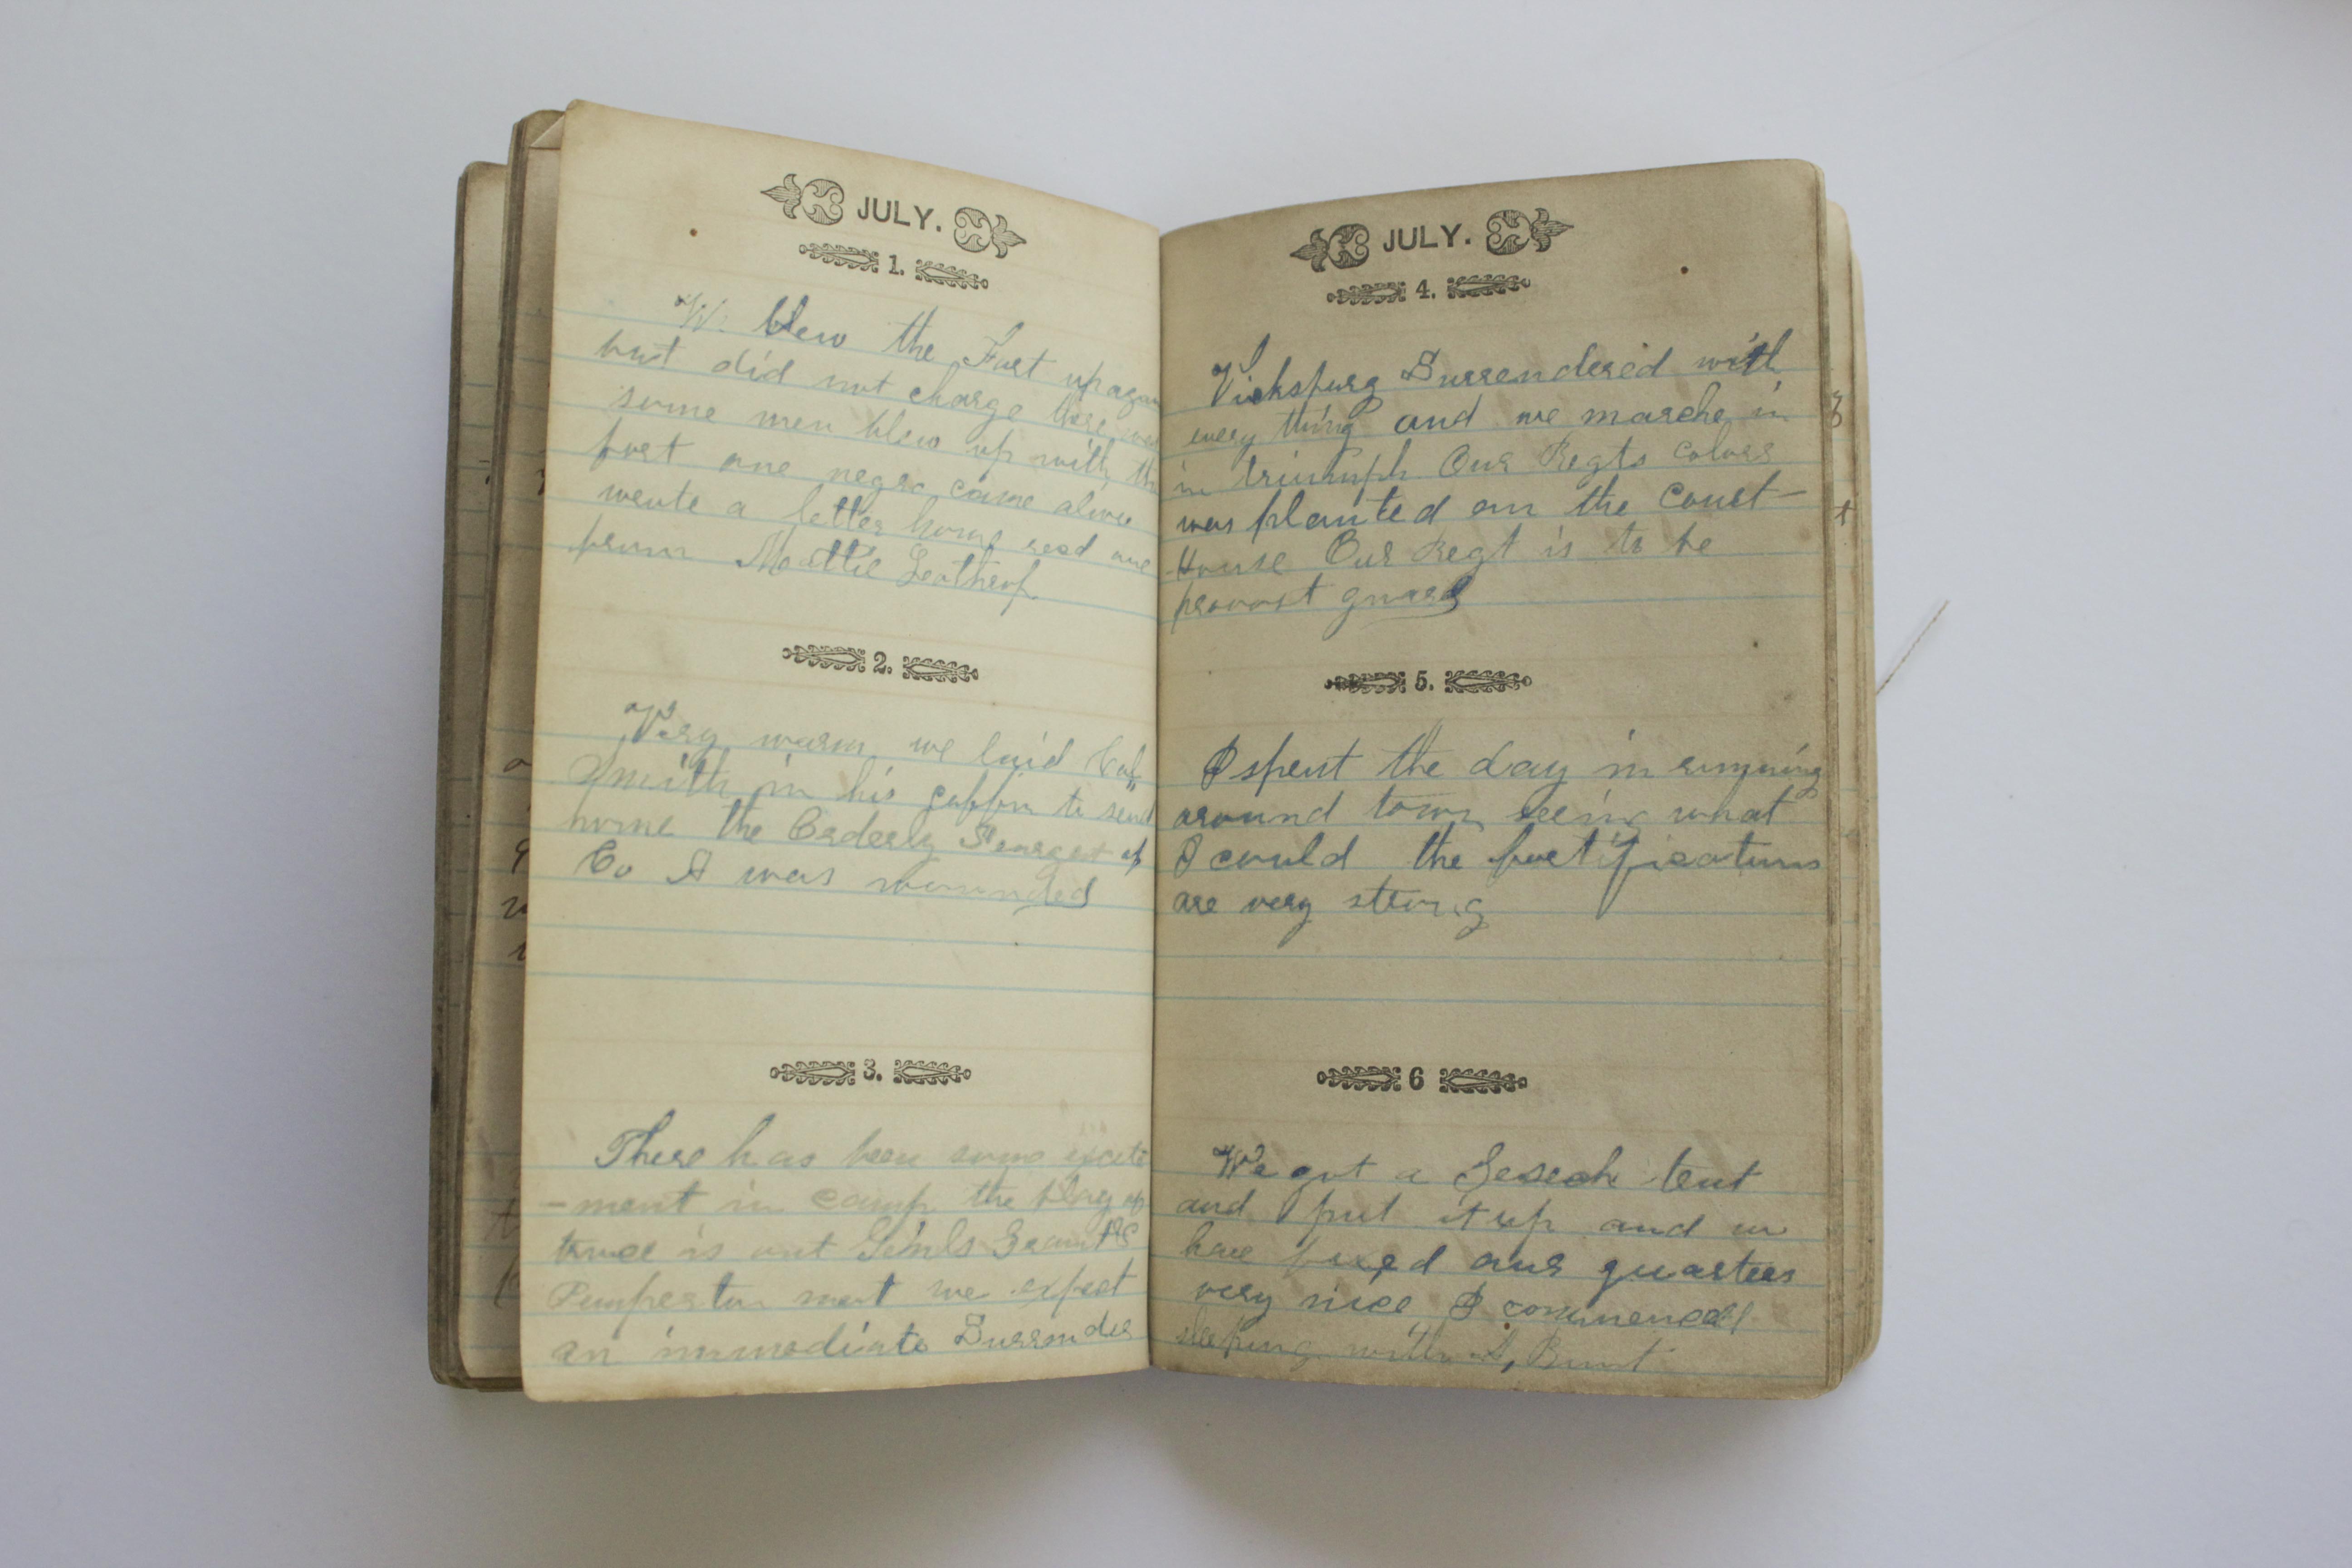 JULY.
1.
We blew the Fort up again
but did not charge there was
some men blew up with the
fort one negro came alive
wrote a letter home recd one
from Mattie
2.
Very warm we laid Col
Smith in his coffin to send
home the Orderly of
Co A was wounded
3.
There has been some excite
-ment in camp the flag of
truce is out Genls Grant &
Pemperton met we expect
an immediate Surrender
JULY.
4.
Vicksburg Surrendered with
every thing and we marche in
in triumph Our Regts colors
was planted on the Court-
House Our Regt is to be
provost guard
5.
I spent the day in running
around town seeing what
I could the fortifications
are very strong
6
We got a Sesech tent
and put it up and we
have fixed our quarters
very nice I commenced
sleeping with